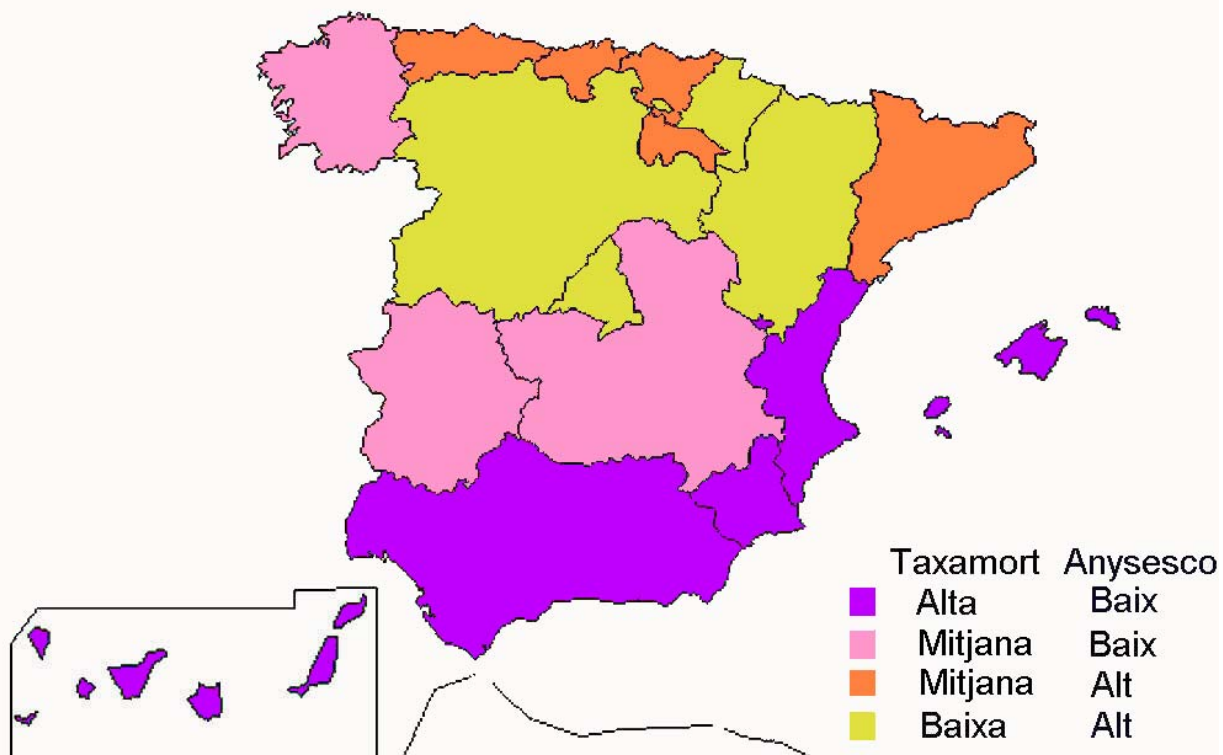 Taxamort Anysesco
Alta Baix
Mitjana Baix
Mitjana Alt
Baixa Alt